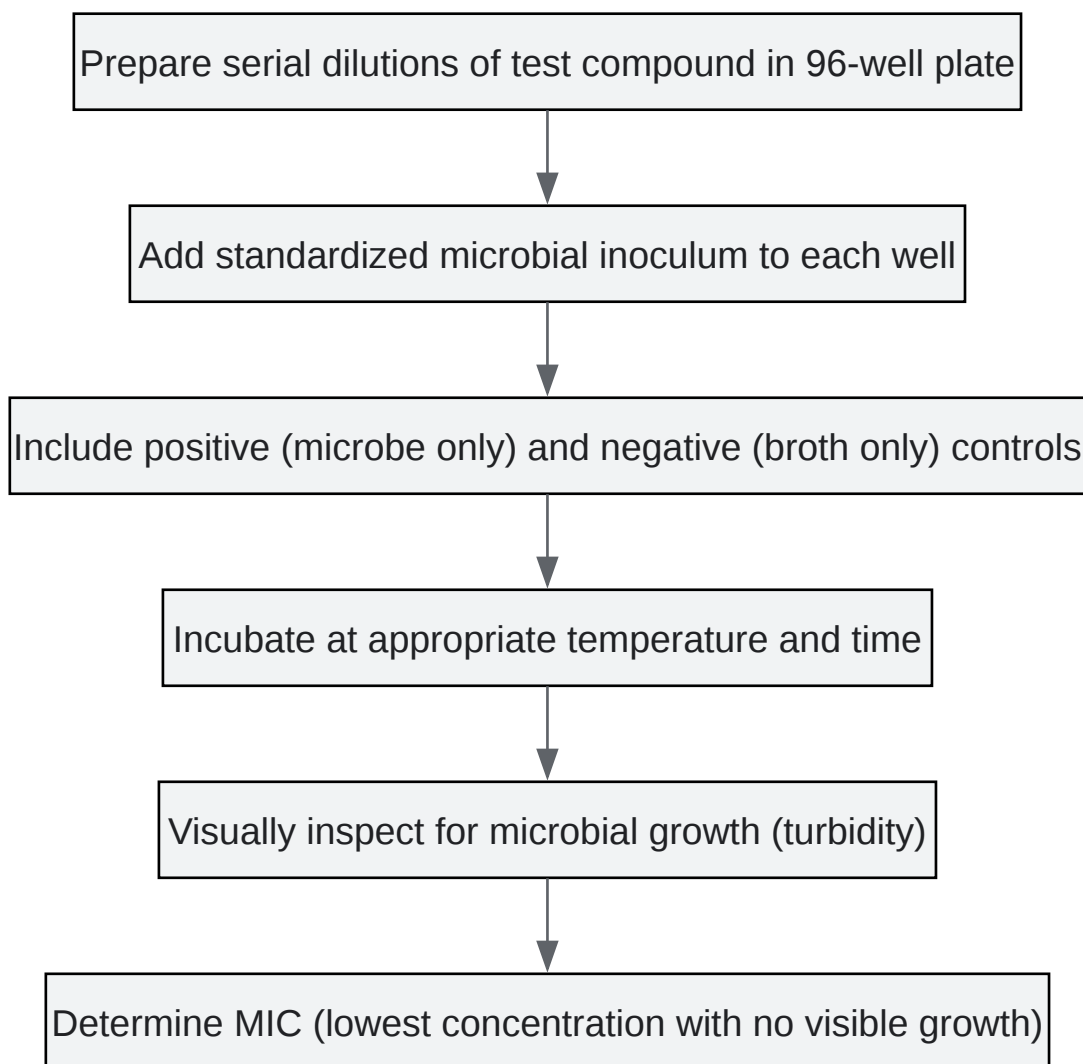 Prepare serial dilutions of test compound in 96-well plate
Add standardized microbial inoculum to each well
Include positive (microbe only) and negative (broth only) controls
Incubate at appropriate temperature and time
Visually inspect for microbial growth (turbidity)
Determine MIC (lowest concentration with no visible growth)